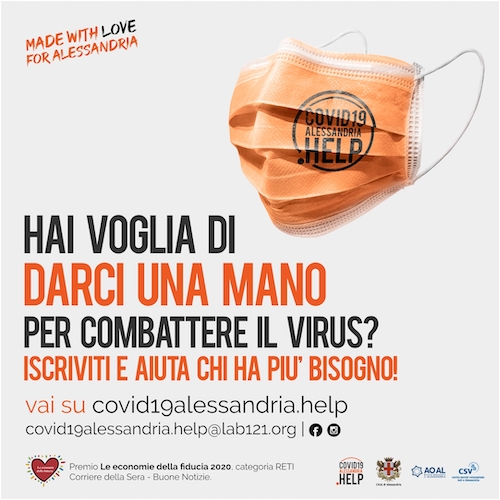 MADE WITH LOVE
FOR ALESSANDRIA
COVID19
ALESSANDRIA
.HELP
HAI VOGLIA DI
DARCI UNA MANO
PER COMBATTERE IL VIRUS?
ISCRIVITI E AIUTA CHI HA PIU' BISOGNO!
vai su covid19alessandria.help
covid19alessandria.help@lab121.org |
Premio Le economie della fiducia 2020, categoria RETI
Corriere della Sera - Buone Notizie.
COVID19
ALESSANDRIA
.HELP
AOAL
CSV